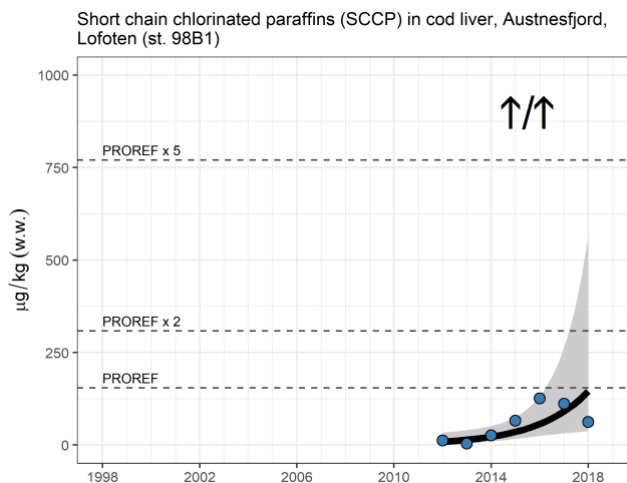 Short chain chlorinated paraffins (SCCP) in cod liver, Austnesfjord,
Lofoten (st. 98B1)
1000
↑/↑
PROREF x 5
750
µg/kg (w.w.)
500
PROREF x 2
250
PROREF
0
1998 2002 2006 2010 2014 2018